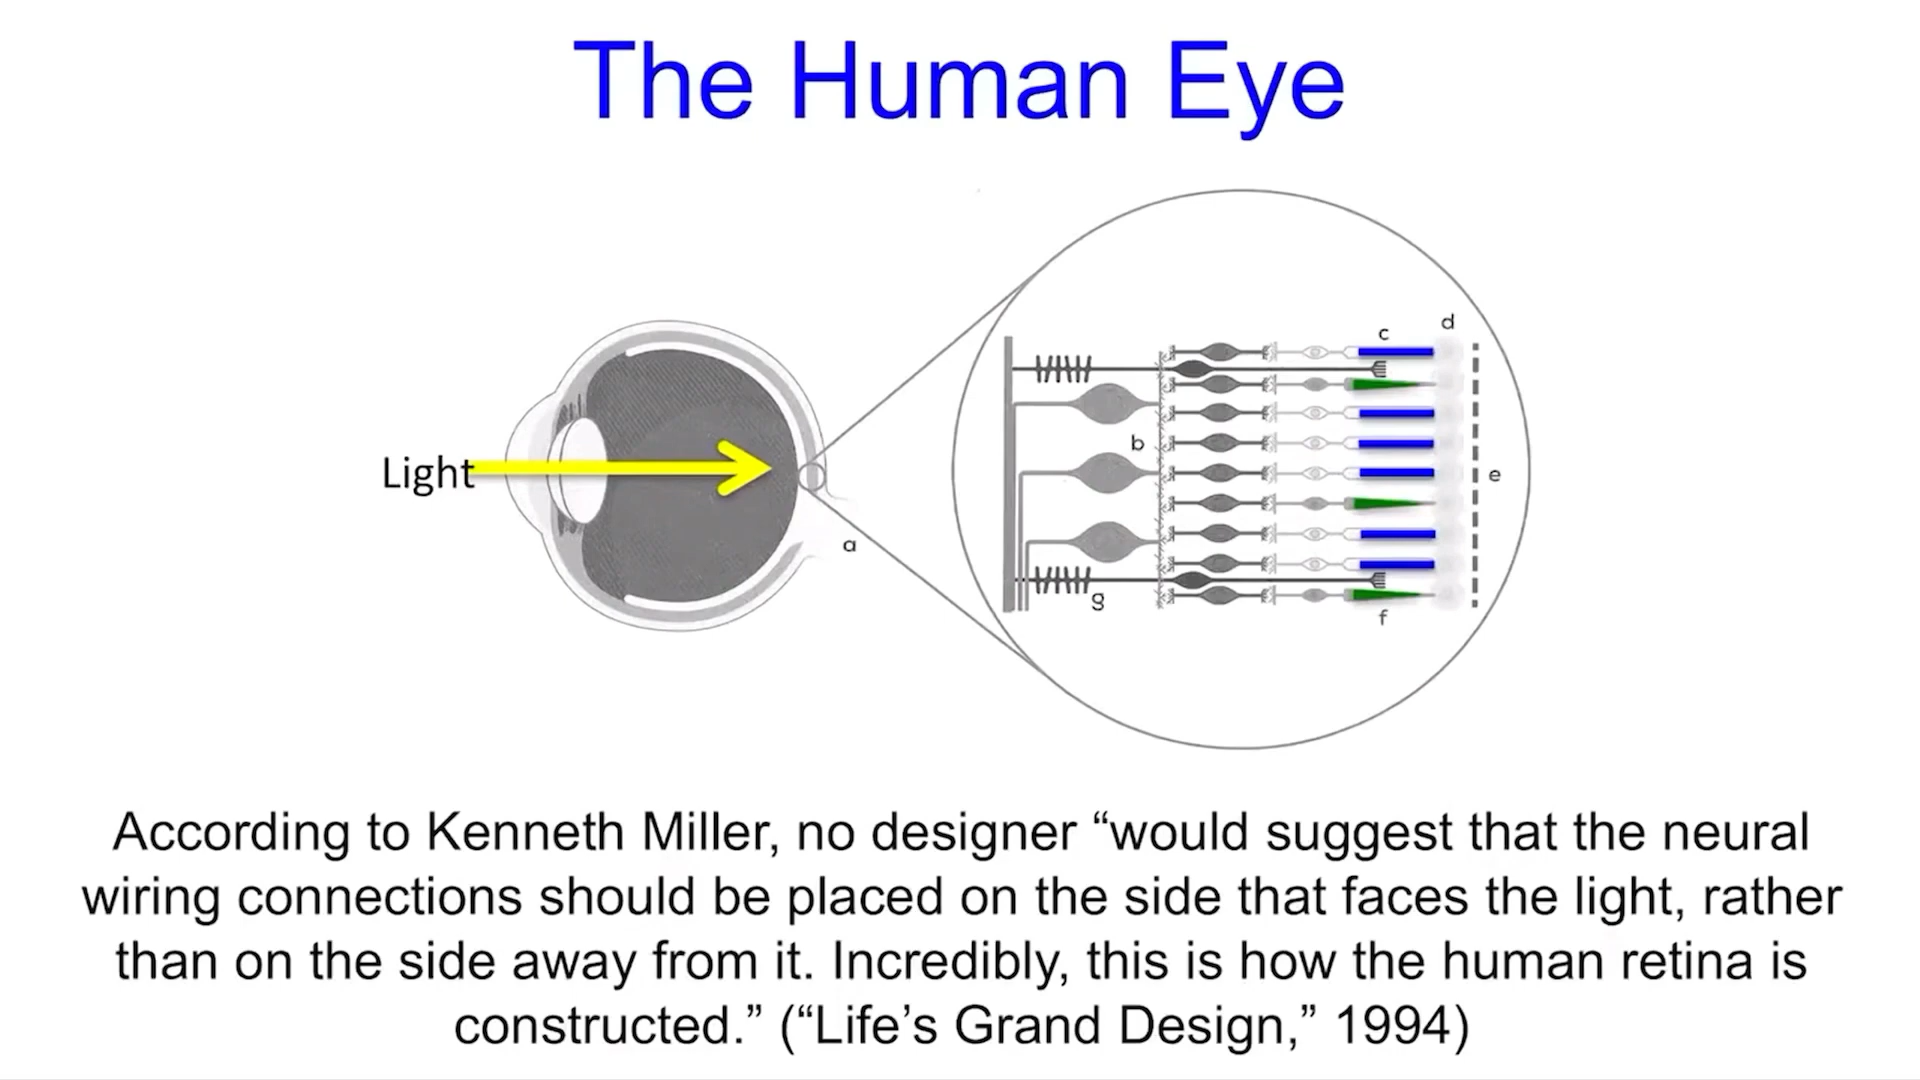 The Human Eye
Light
a
b
c
d
e
f
g
According to Kenneth Miller, no designer “would suggest that the neural
wiring connections should be placed on the side that faces the light, rather
than on the side away from it. Incredibly, this is how the human retina is
constructed.” (“Life’s Grand Design,” 1994)